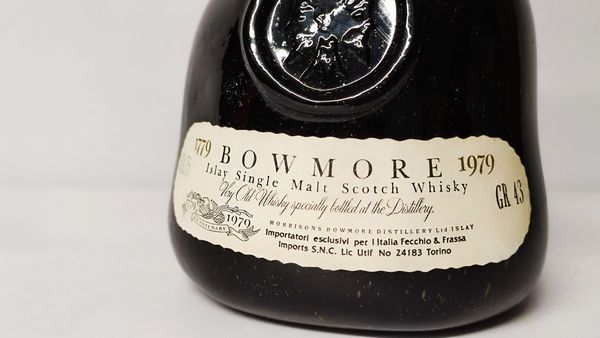 1779 BOWMORE 1979
Islay Single Malt Scotch Whisky
Very Old Whisky specially bottled at the Distillery.
GR 43
1979
BICENTENARY
MORRISONS BOWMORE DISTILLERY Ltd ISLAY
Importatori esclusivi per l Italia Fecchio & Frassa
Imports S.N.C. Lic Utif No 24183 Torino